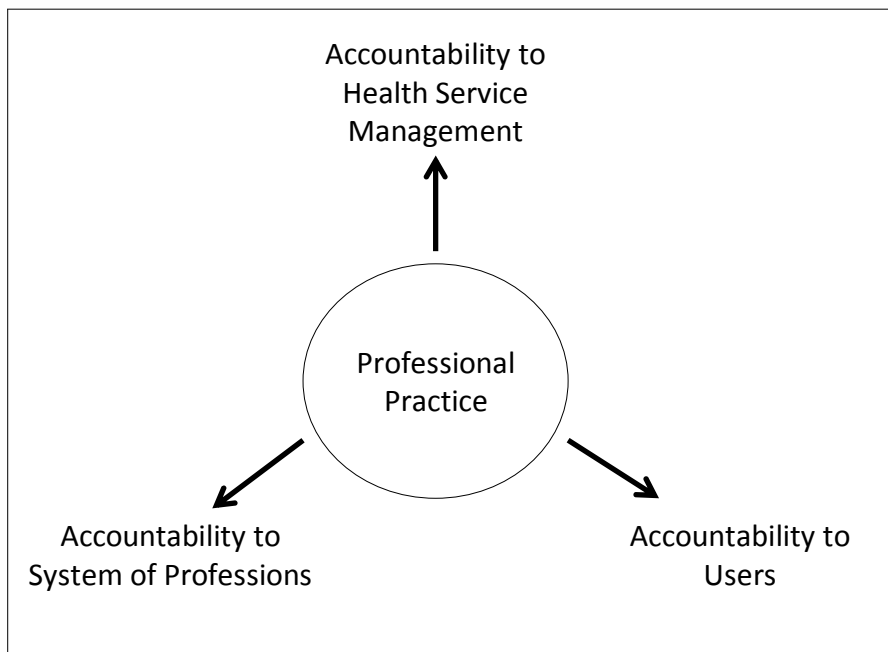 Accountability to
Health Service
Management
Professional
Practice
Accountability to
System of Professions
Accountability to
Users